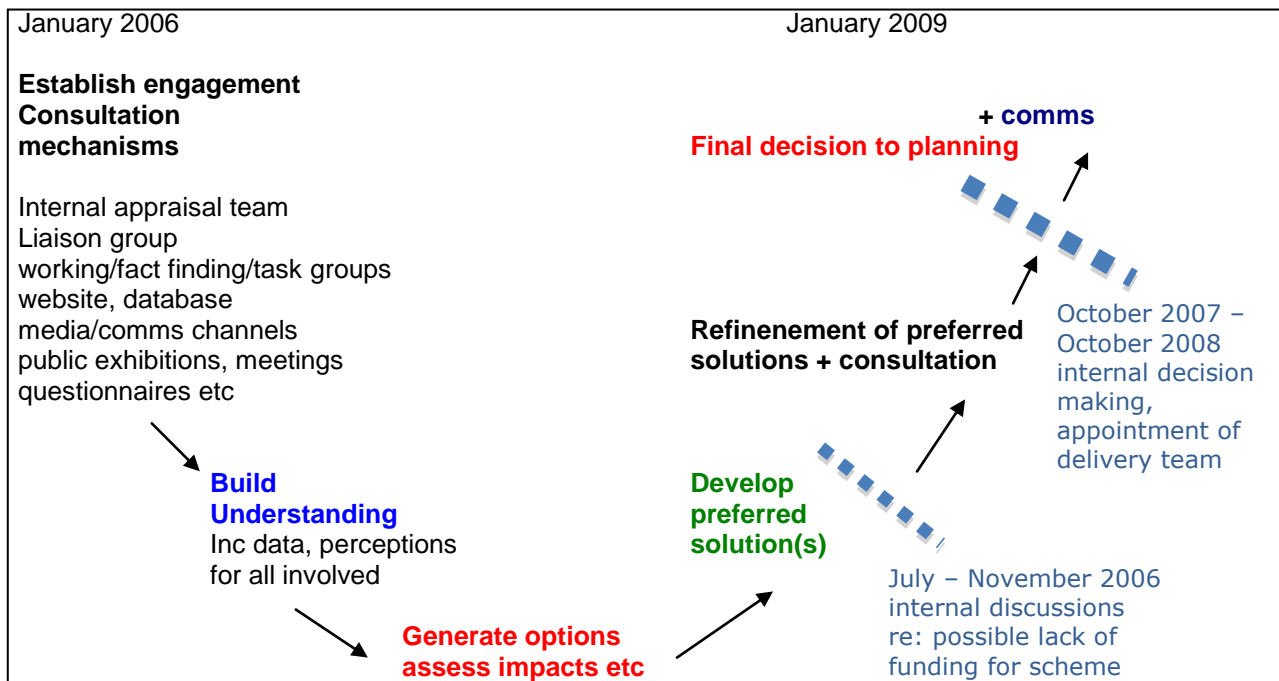 January 2006
January 2009
Establish engagement
Consultation
mechanisms
Internal appraisal team
Liaison group
working/fact finding/task groups
website, database
media/comms channels
public exhibitions, meetings
questionnaires etc
Build
Understanding
Inc data, perceptions
for all involved
Generate options
assess impacts etc
Develop
preferred
solution(s)
July – November 2006
internal discussions
re: possible lack of
funding for scheme
Refinenement of preferred
solutions + consultation
October 2007 –
October 2008
internal decision
making,
appointment of
delivery team
+ comms
Final decision to planning